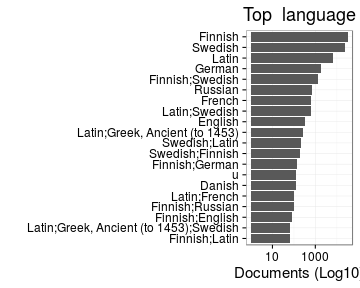 Top language
Finnish
Swedish
Latin
German
Finnish;Swedish
Russian
French
Latin;Swedish
English
Latin;Greek, Ancient (to 1453)
Swedish;Latin
Swedish;Finnish
Finnish;German
u
Danish
Latin;French
Finnish;Russian
Finnish;English
Latin;Greek, Ancient (to 1453);Swedish
Finnish;Latin
10 1000
Documents (Log10